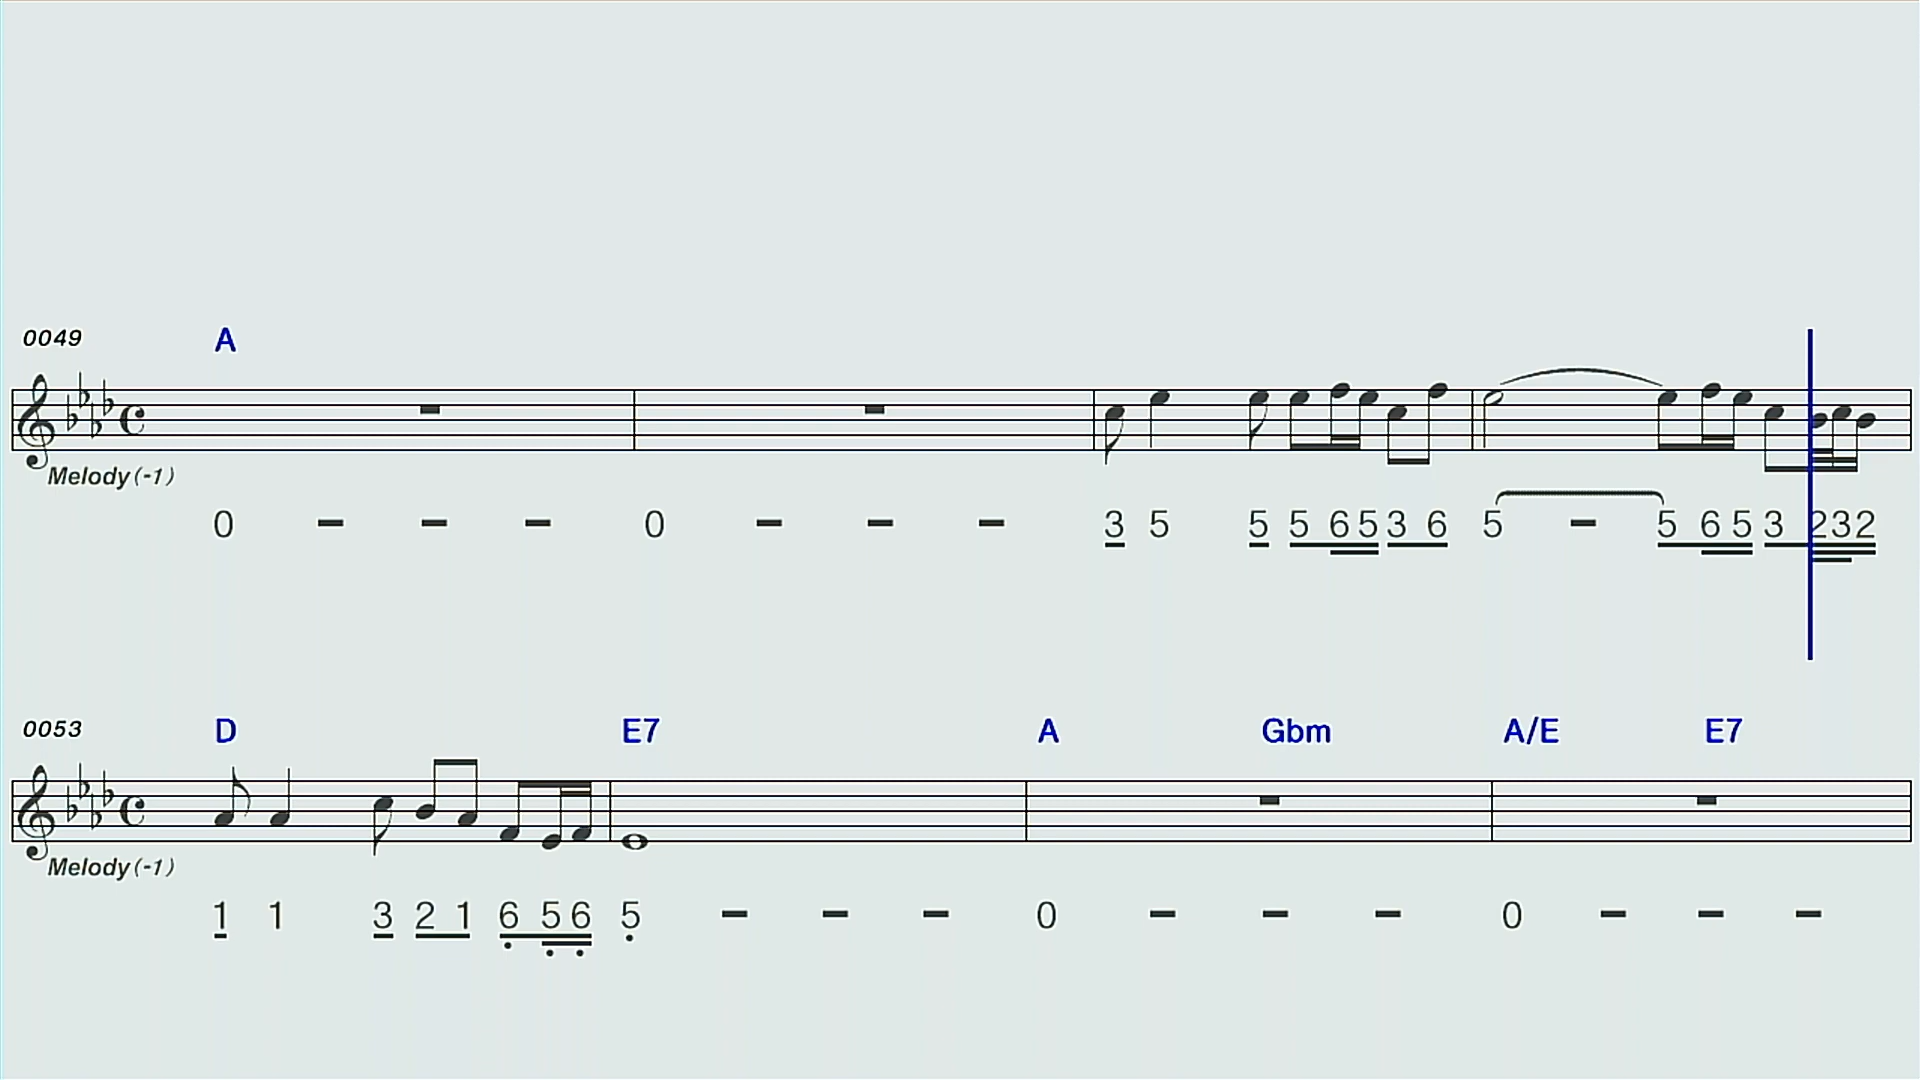 0049 A
Melody(-1)
0 - - - 0 - - - 3 5 5 5 6 5 3 6 5 - 5 6 5 3 2 3 2
0053 D E7 A Gbm A/E E7
Melody(-1)
1 1 3 2 1 6 5 6 5 - - - 0 - - - 0 - - -